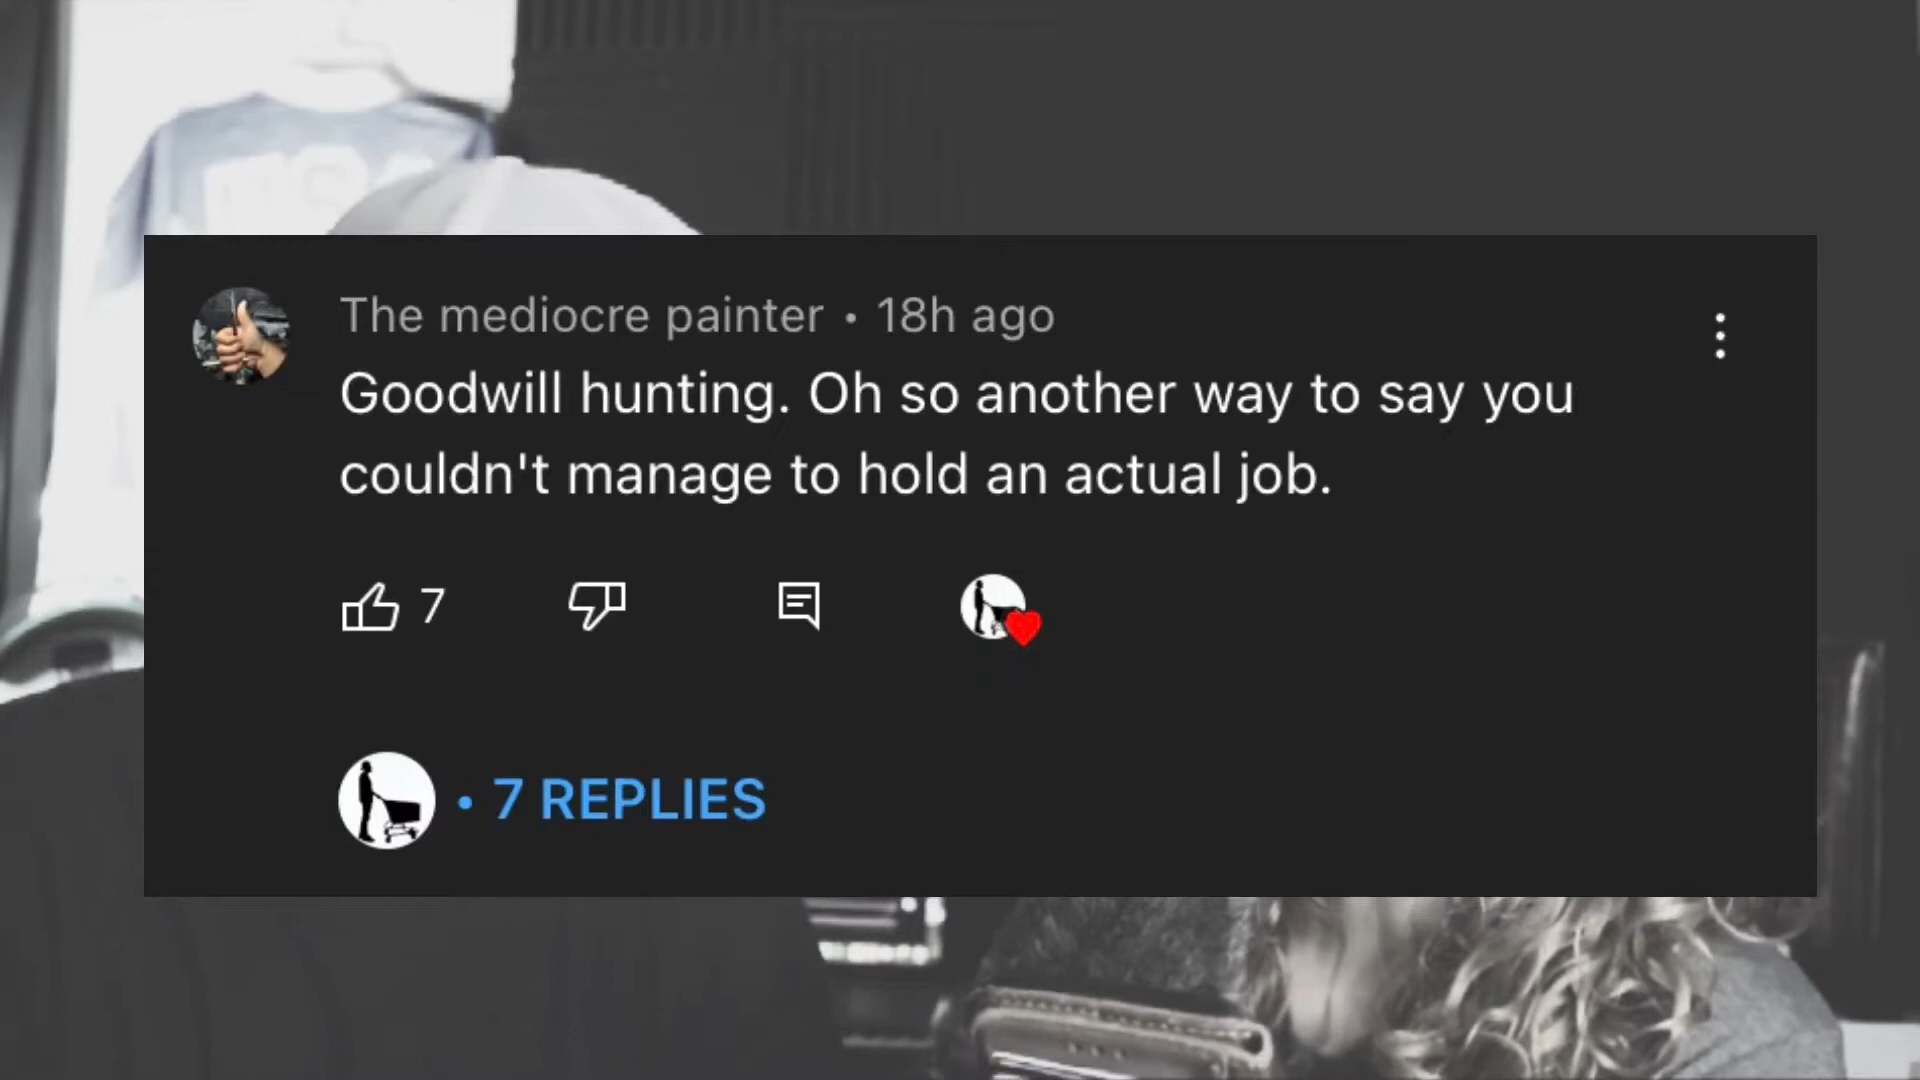 The mediocre painter • 18h ago
Goodwill hunting. Oh so another way to say you
couldn't manage to hold an actual job.
7
• 7 REPLIES